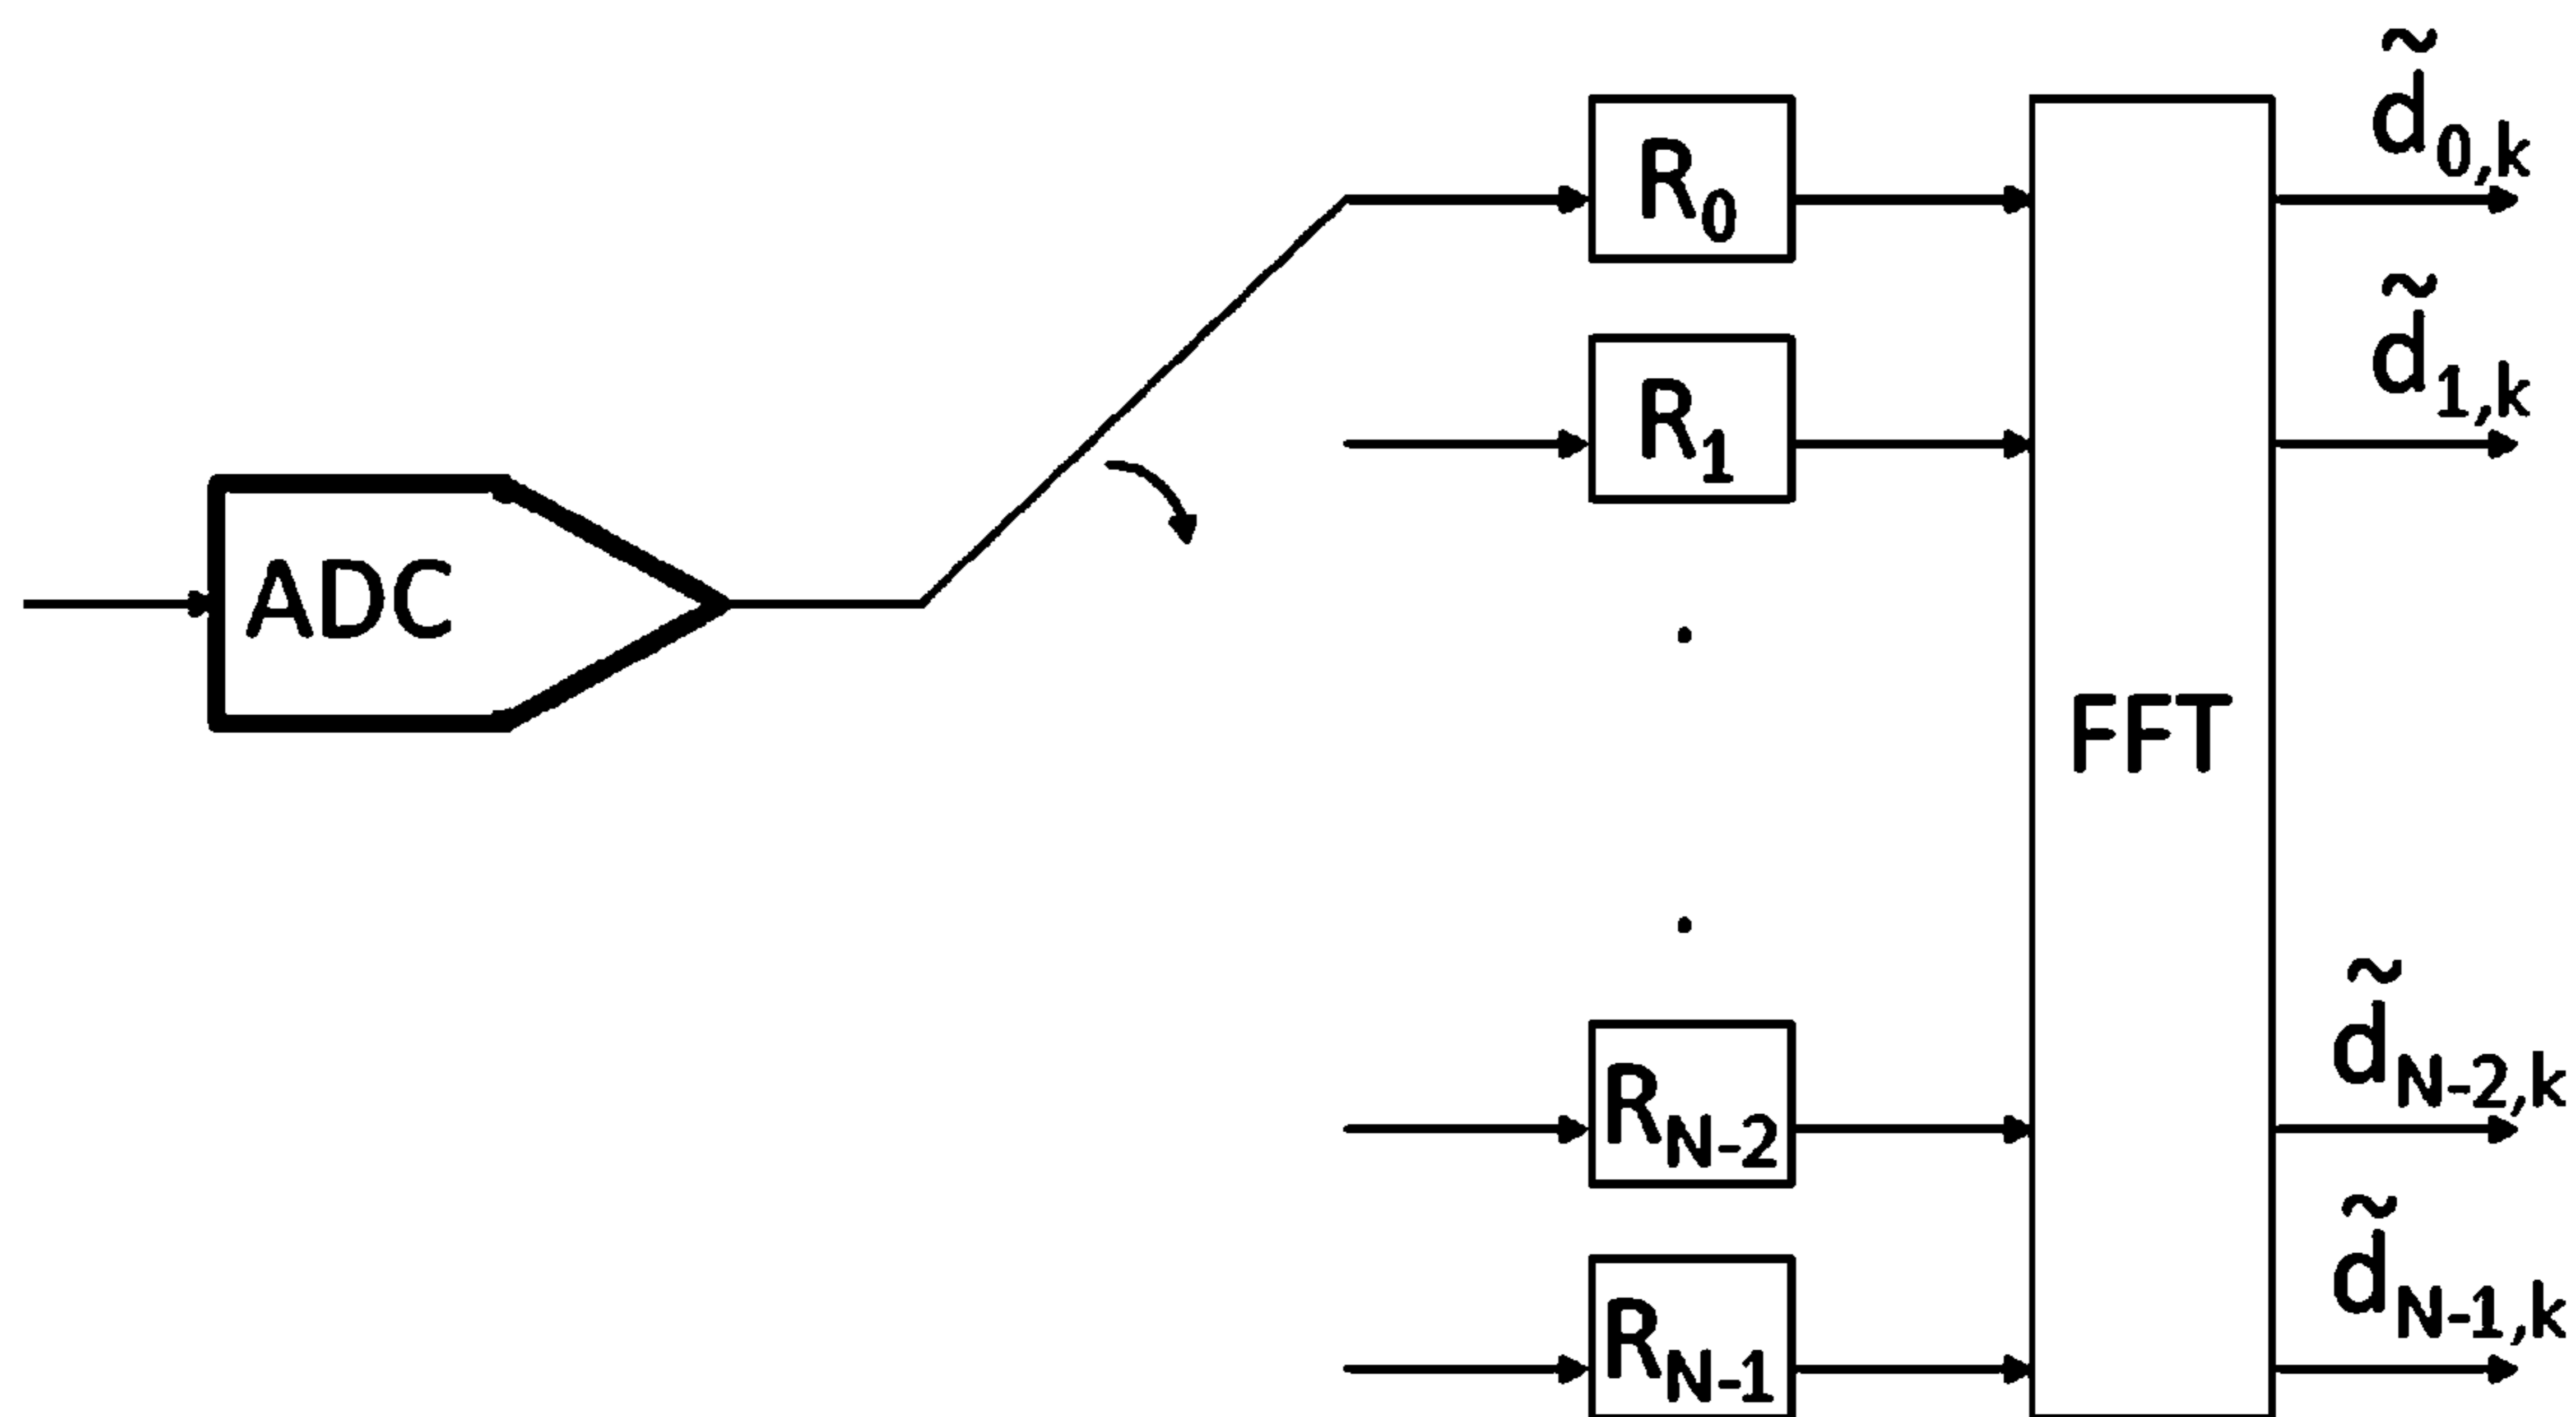 d̃0,k
R0
d̃1,k
R1
ADC
FFT
d̃N-2,k
RN-2
d̃N-1,k
RN-1